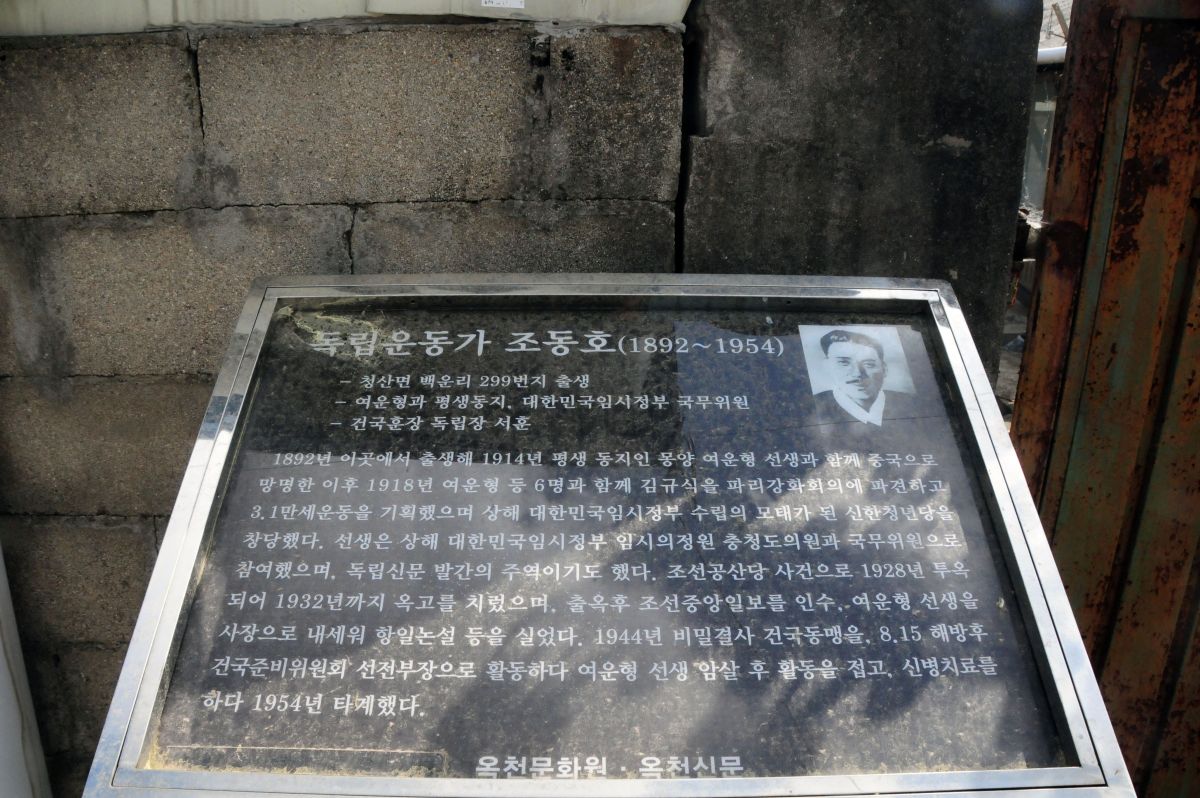 독립운동가 조동호(1892~1954)
- 청산면 백운리 299번지 출생
- 여운형과 평생동지, 대한민국임시정부 국무위원
- 건국훈장 독립장 서훈
1892년 이곳에서 출생해 1914년 평생 동지인 몽양 여운형 선생과 함께 중국으로
망명한 이후 1918년 여운형 등 6명과 함께 김규식을 파리강화회의에 파견하고
3.1만세운동을 기획했으며 상해 대한민국임시정부 수립의 모태가 된 신한청년당을
창당했다. 선생은 상해 대한민국임시정부 임시의정원 충청도의원과 국무위원으로
참여했으며, 독립신문 발간의 주역이기도 했다. 조선공산당 사건으로 1928년 투옥
되어 1932년까지 옥고를 치렀으며, 출옥후 조선중앙일보를 인수, 여운형 선생을
사장으로 내세워 항일논설 등을 실었다. 1944년 비밀결사 건국동맹을, 8.15 해방후
건국준비위원회 선전부장으로 활동하다 여운형 선생 암살 후 활동을 접고, 신병치료를
하다 1954년 타계했다.
옥천문화원 · 옥천신문